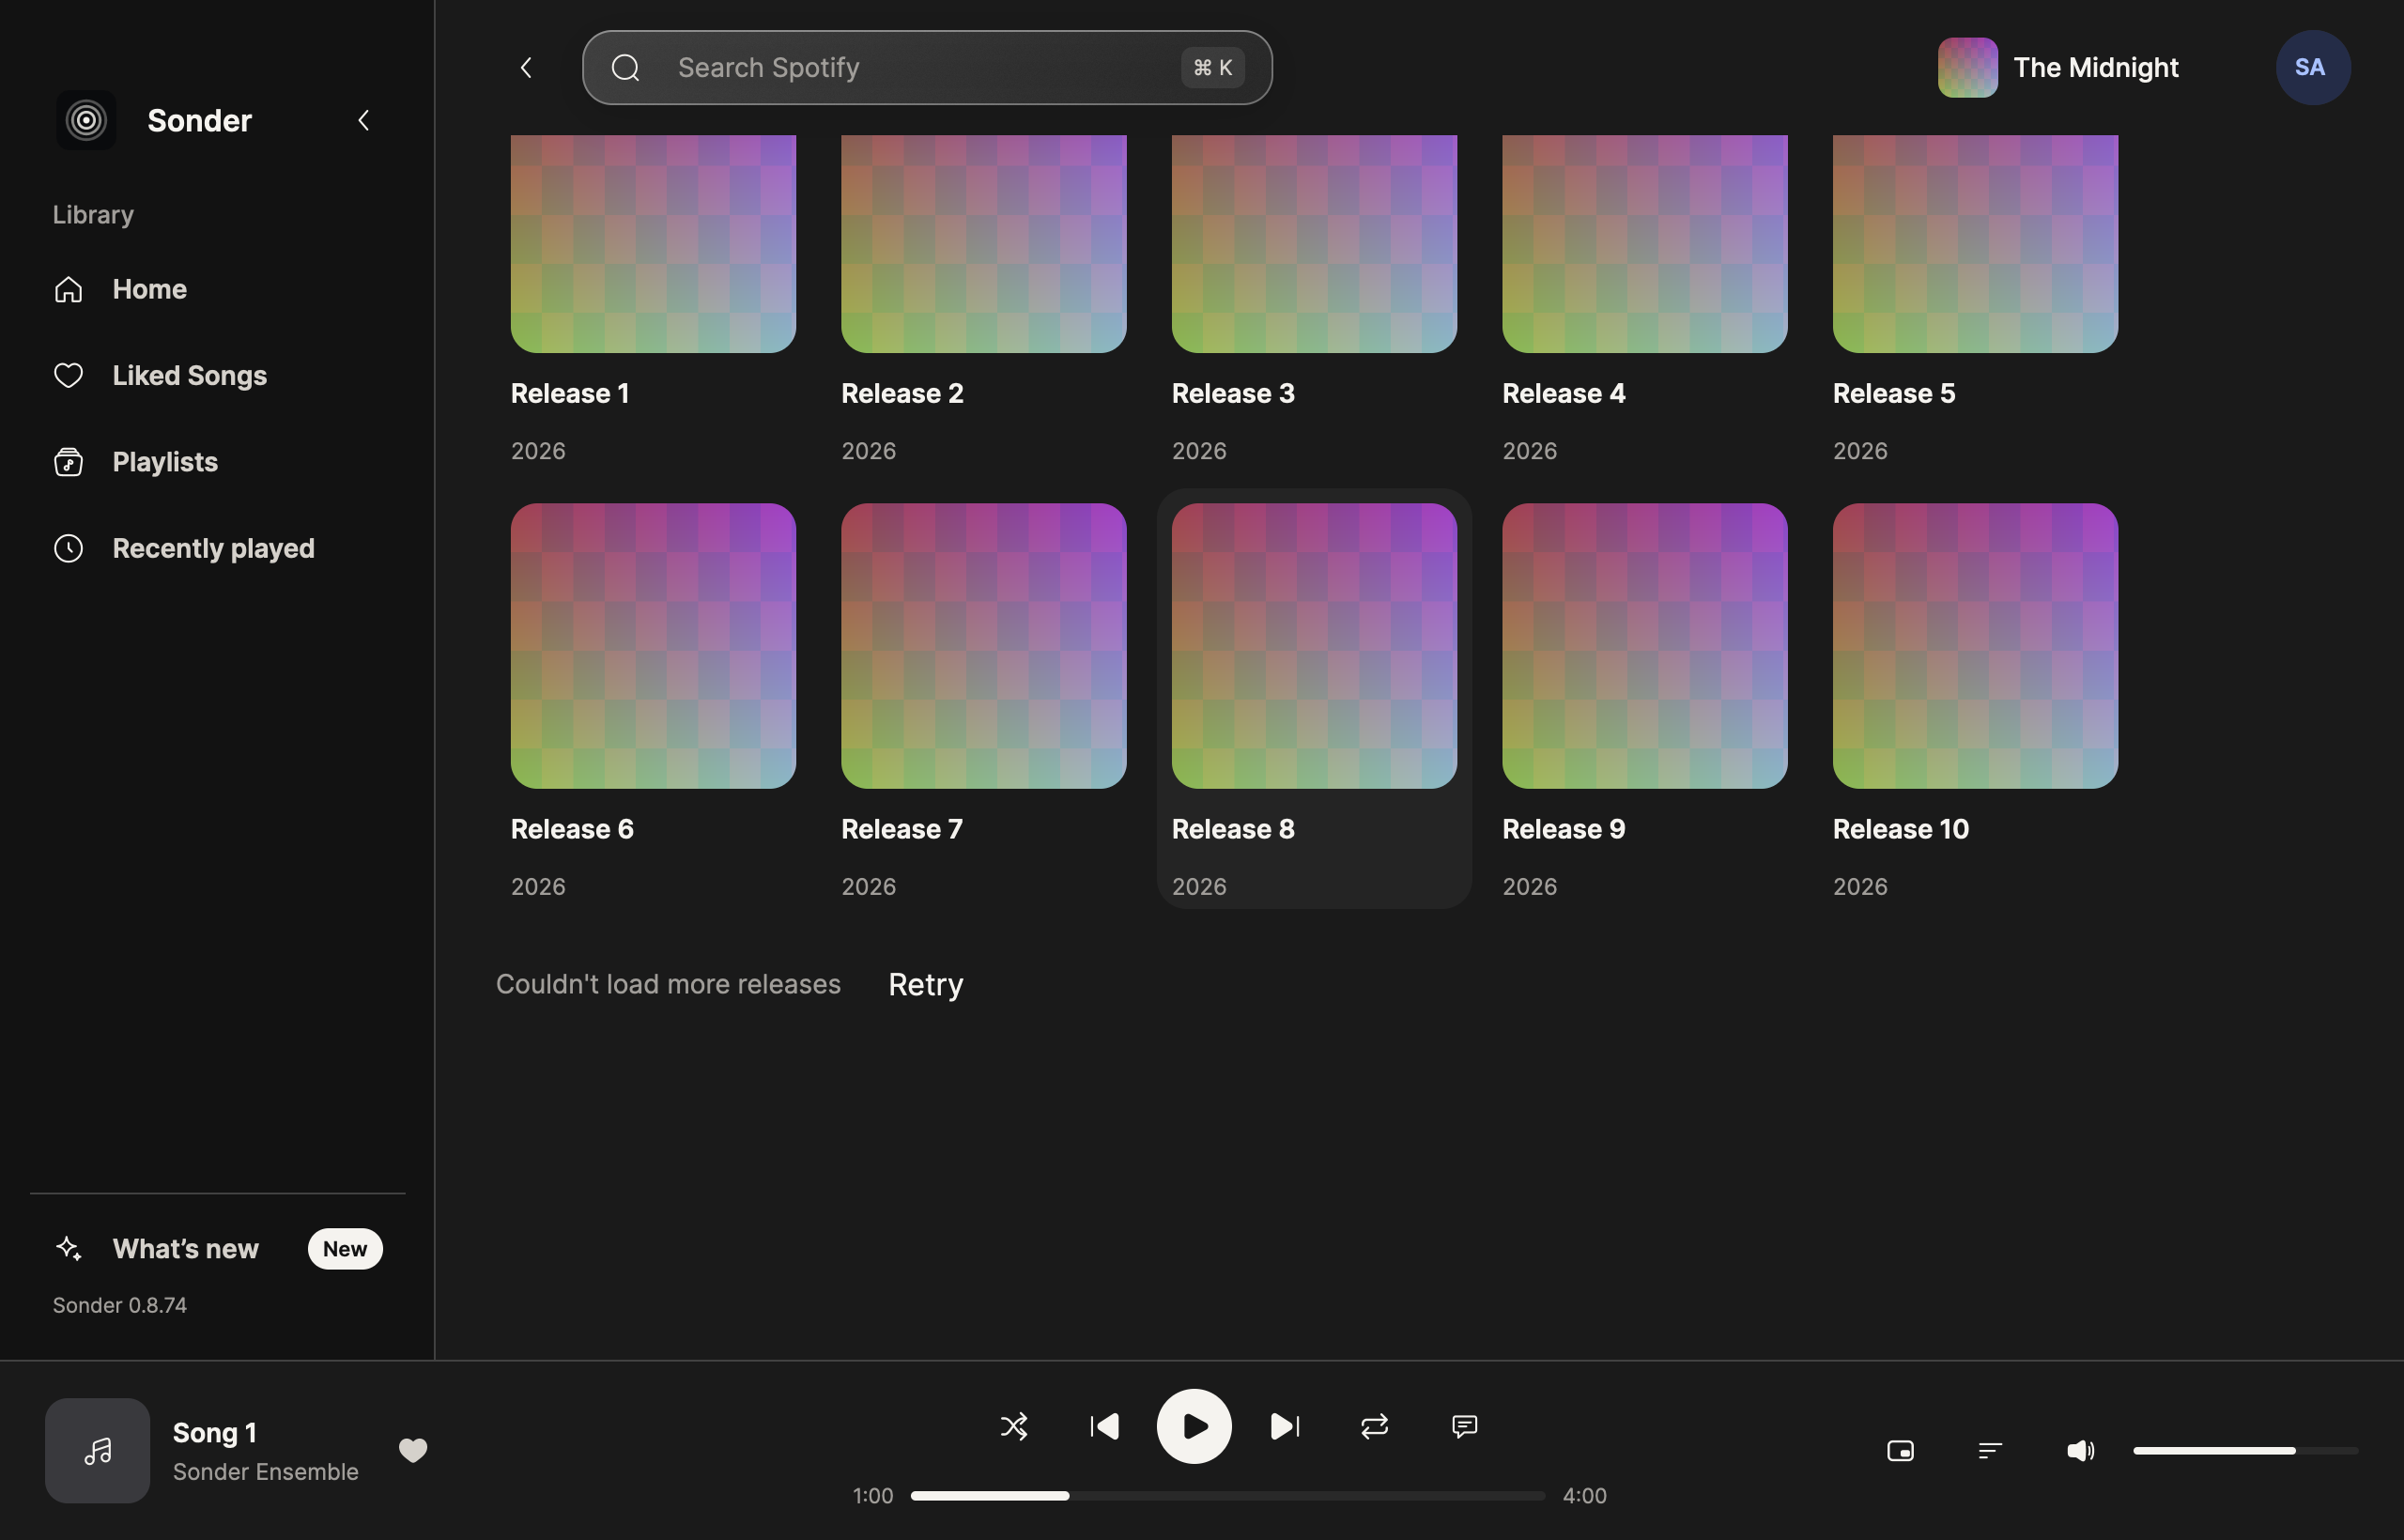 Search Spotify
⌘ K
The Midnight
SA
Sonder
Library
Home
Liked Songs
Playlists
Recently played
Release 1
Release 2
Release 3
Release 4
Release 5
2026
2026
2026
2026
2026
Release 6
Release 7
Release 8
Release 9
Release 10
2026
2026
2026
2026
2026
Couldn't load more releases
Retry
What’s new
New
Sonder 0.8.74
Song 1
Sonder Ensemble
1:00
4:00